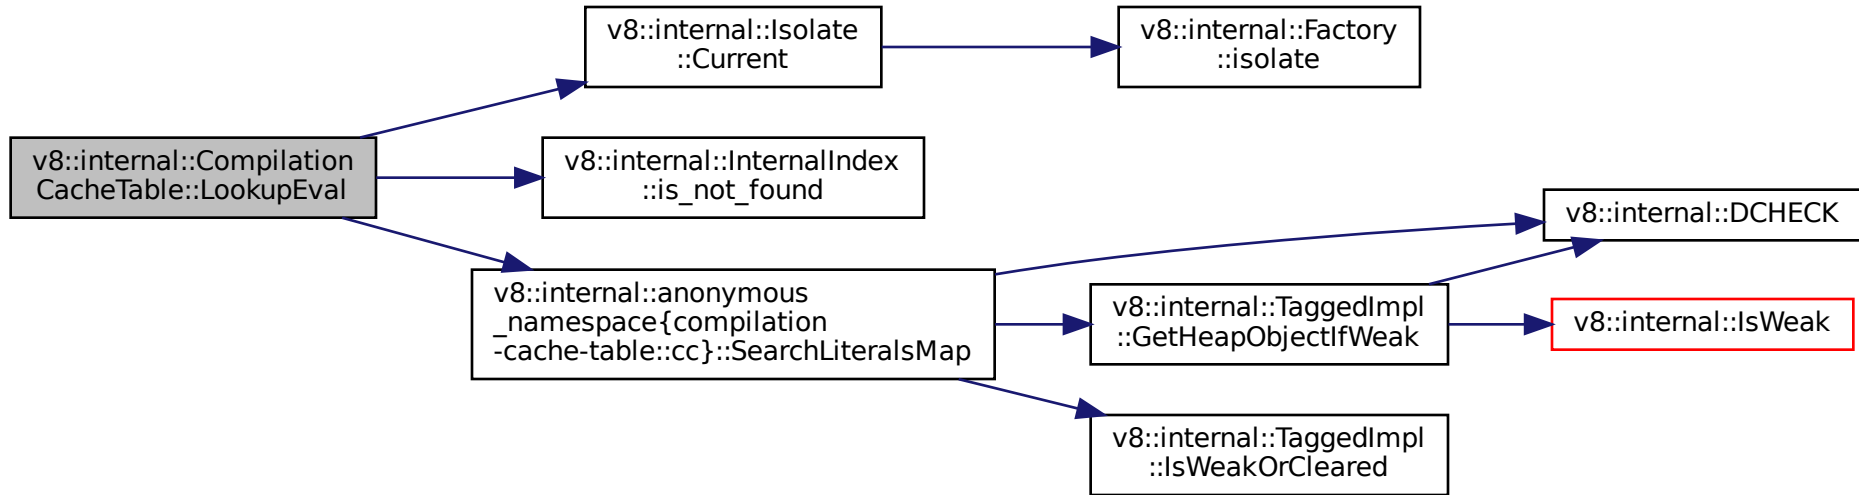 v8::internal::Isolate
::Current
v8::internal::Factory
::isolate
v8::internal::Compilation
CacheTable::LookupEval
v8::internal::InternalIndex
::is_not_found
v8::internal::DCHECK
v8::internal::anonymous
_namespace{compilation
-cache-table::cc}::SearchLiteralsMap
v8::internal::TaggedImpl
::GetHeapObjectIfWeak
v8::internal::IsWeak
v8::internal::TaggedImpl
::IsWeakOrCleared